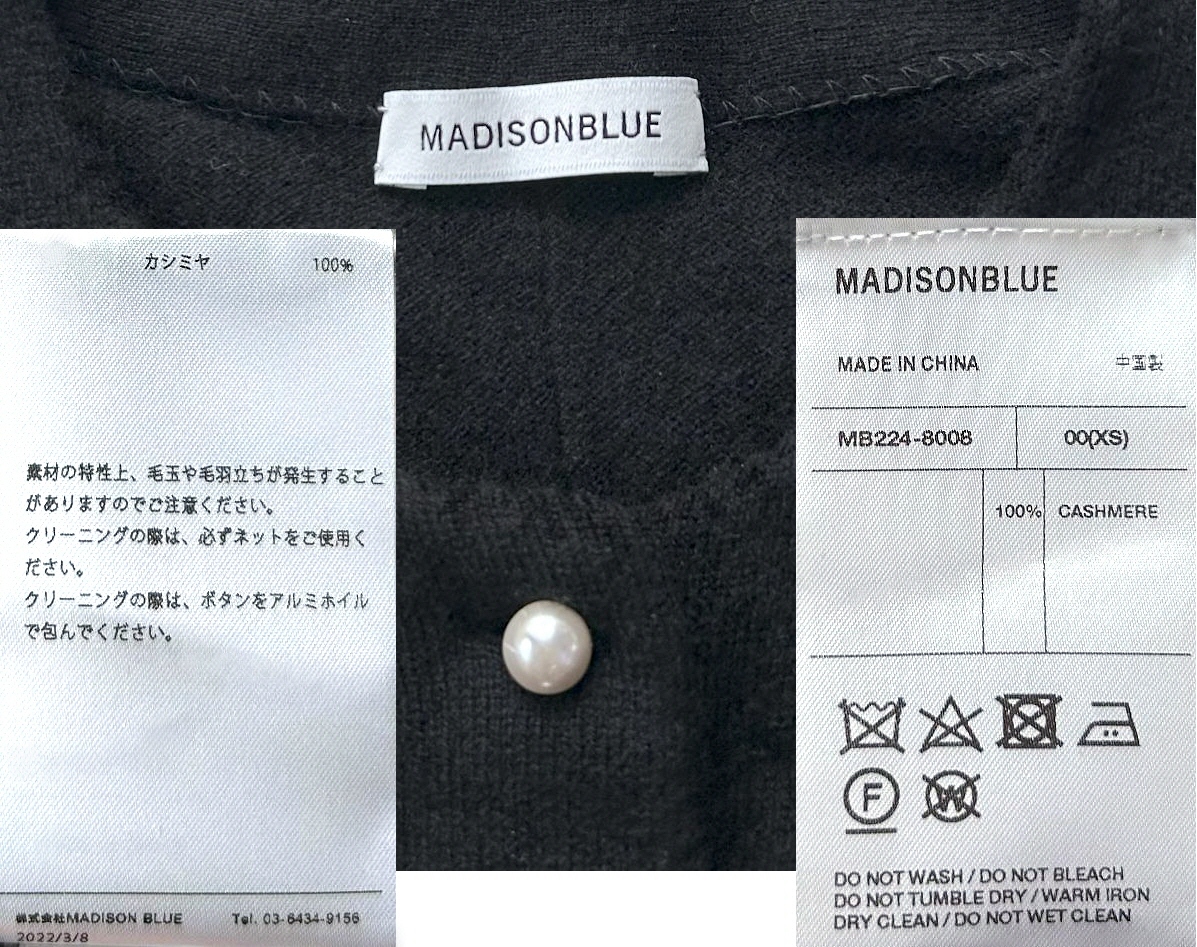 MADISONBLUE
カシミヤ 100%
素材の特性上、毛玉や毛羽立ちが発生すること
がありますのでご注意ください。
クリーニングの際は、必ずネットをご使用く
ださい。
クリーニングの際は、ボタンをアルミホイル
で包んでください。
株式会社MADISON BLUE Tel. 03-6434-9156
2022/3/8
MADISONBLUE
MADE IN CHINA 中国製
MB224-8008 00(XS)
100% CASHMERE
F W
DO NOT WASH / DO NOT BLEACH
DO NOT TUMBLE DRY / WARM IRON
DRY CLEAN / DO NOT WET CLEAN